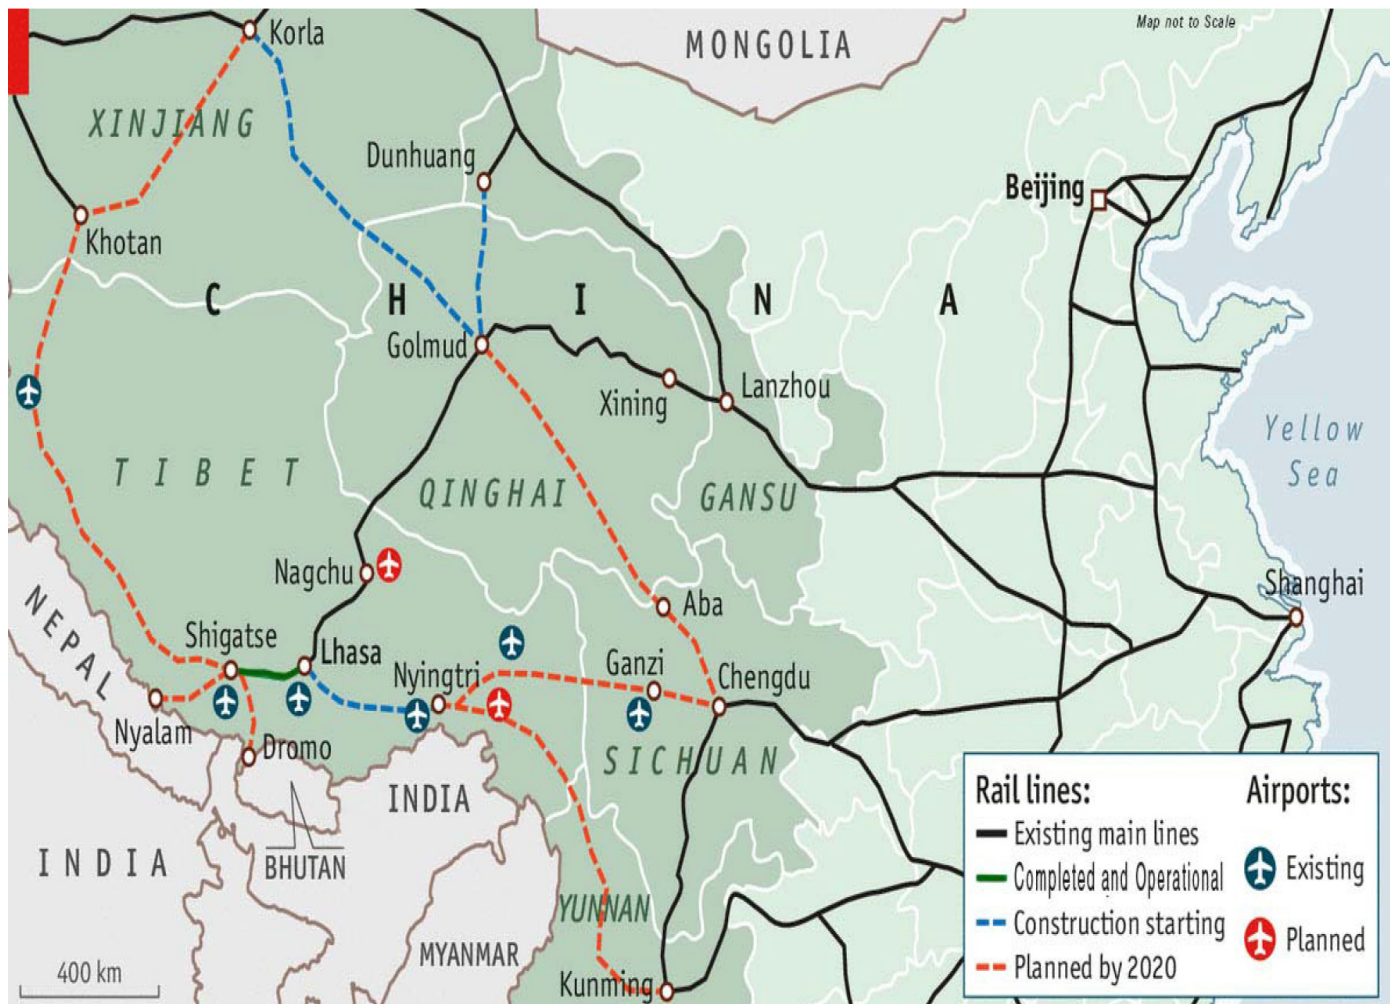 Map not to Scale
Korla
MONGOLIA
XINJIANG
Dunhuang
Beijing
Khotan
C H I N A
Golmud
Xining
Lanzhou
Yellow
Sea
TIBET
QINGHAI
GANSU
Nagchu
Aba
Shanghai
NEPAL
Shigatse
Lhasa
Nyingtri
Ganzi
Chengdu
Nyalam
Dromo
SICHUAN
INDIA
INDIA
BHUTAN
YUNNAN
MYANMAR
Kunming
400 km
Rail lines:
Existing main lines
Completed and Operational
Construction starting
Planned by 2020
Airports:
Existing
Planned